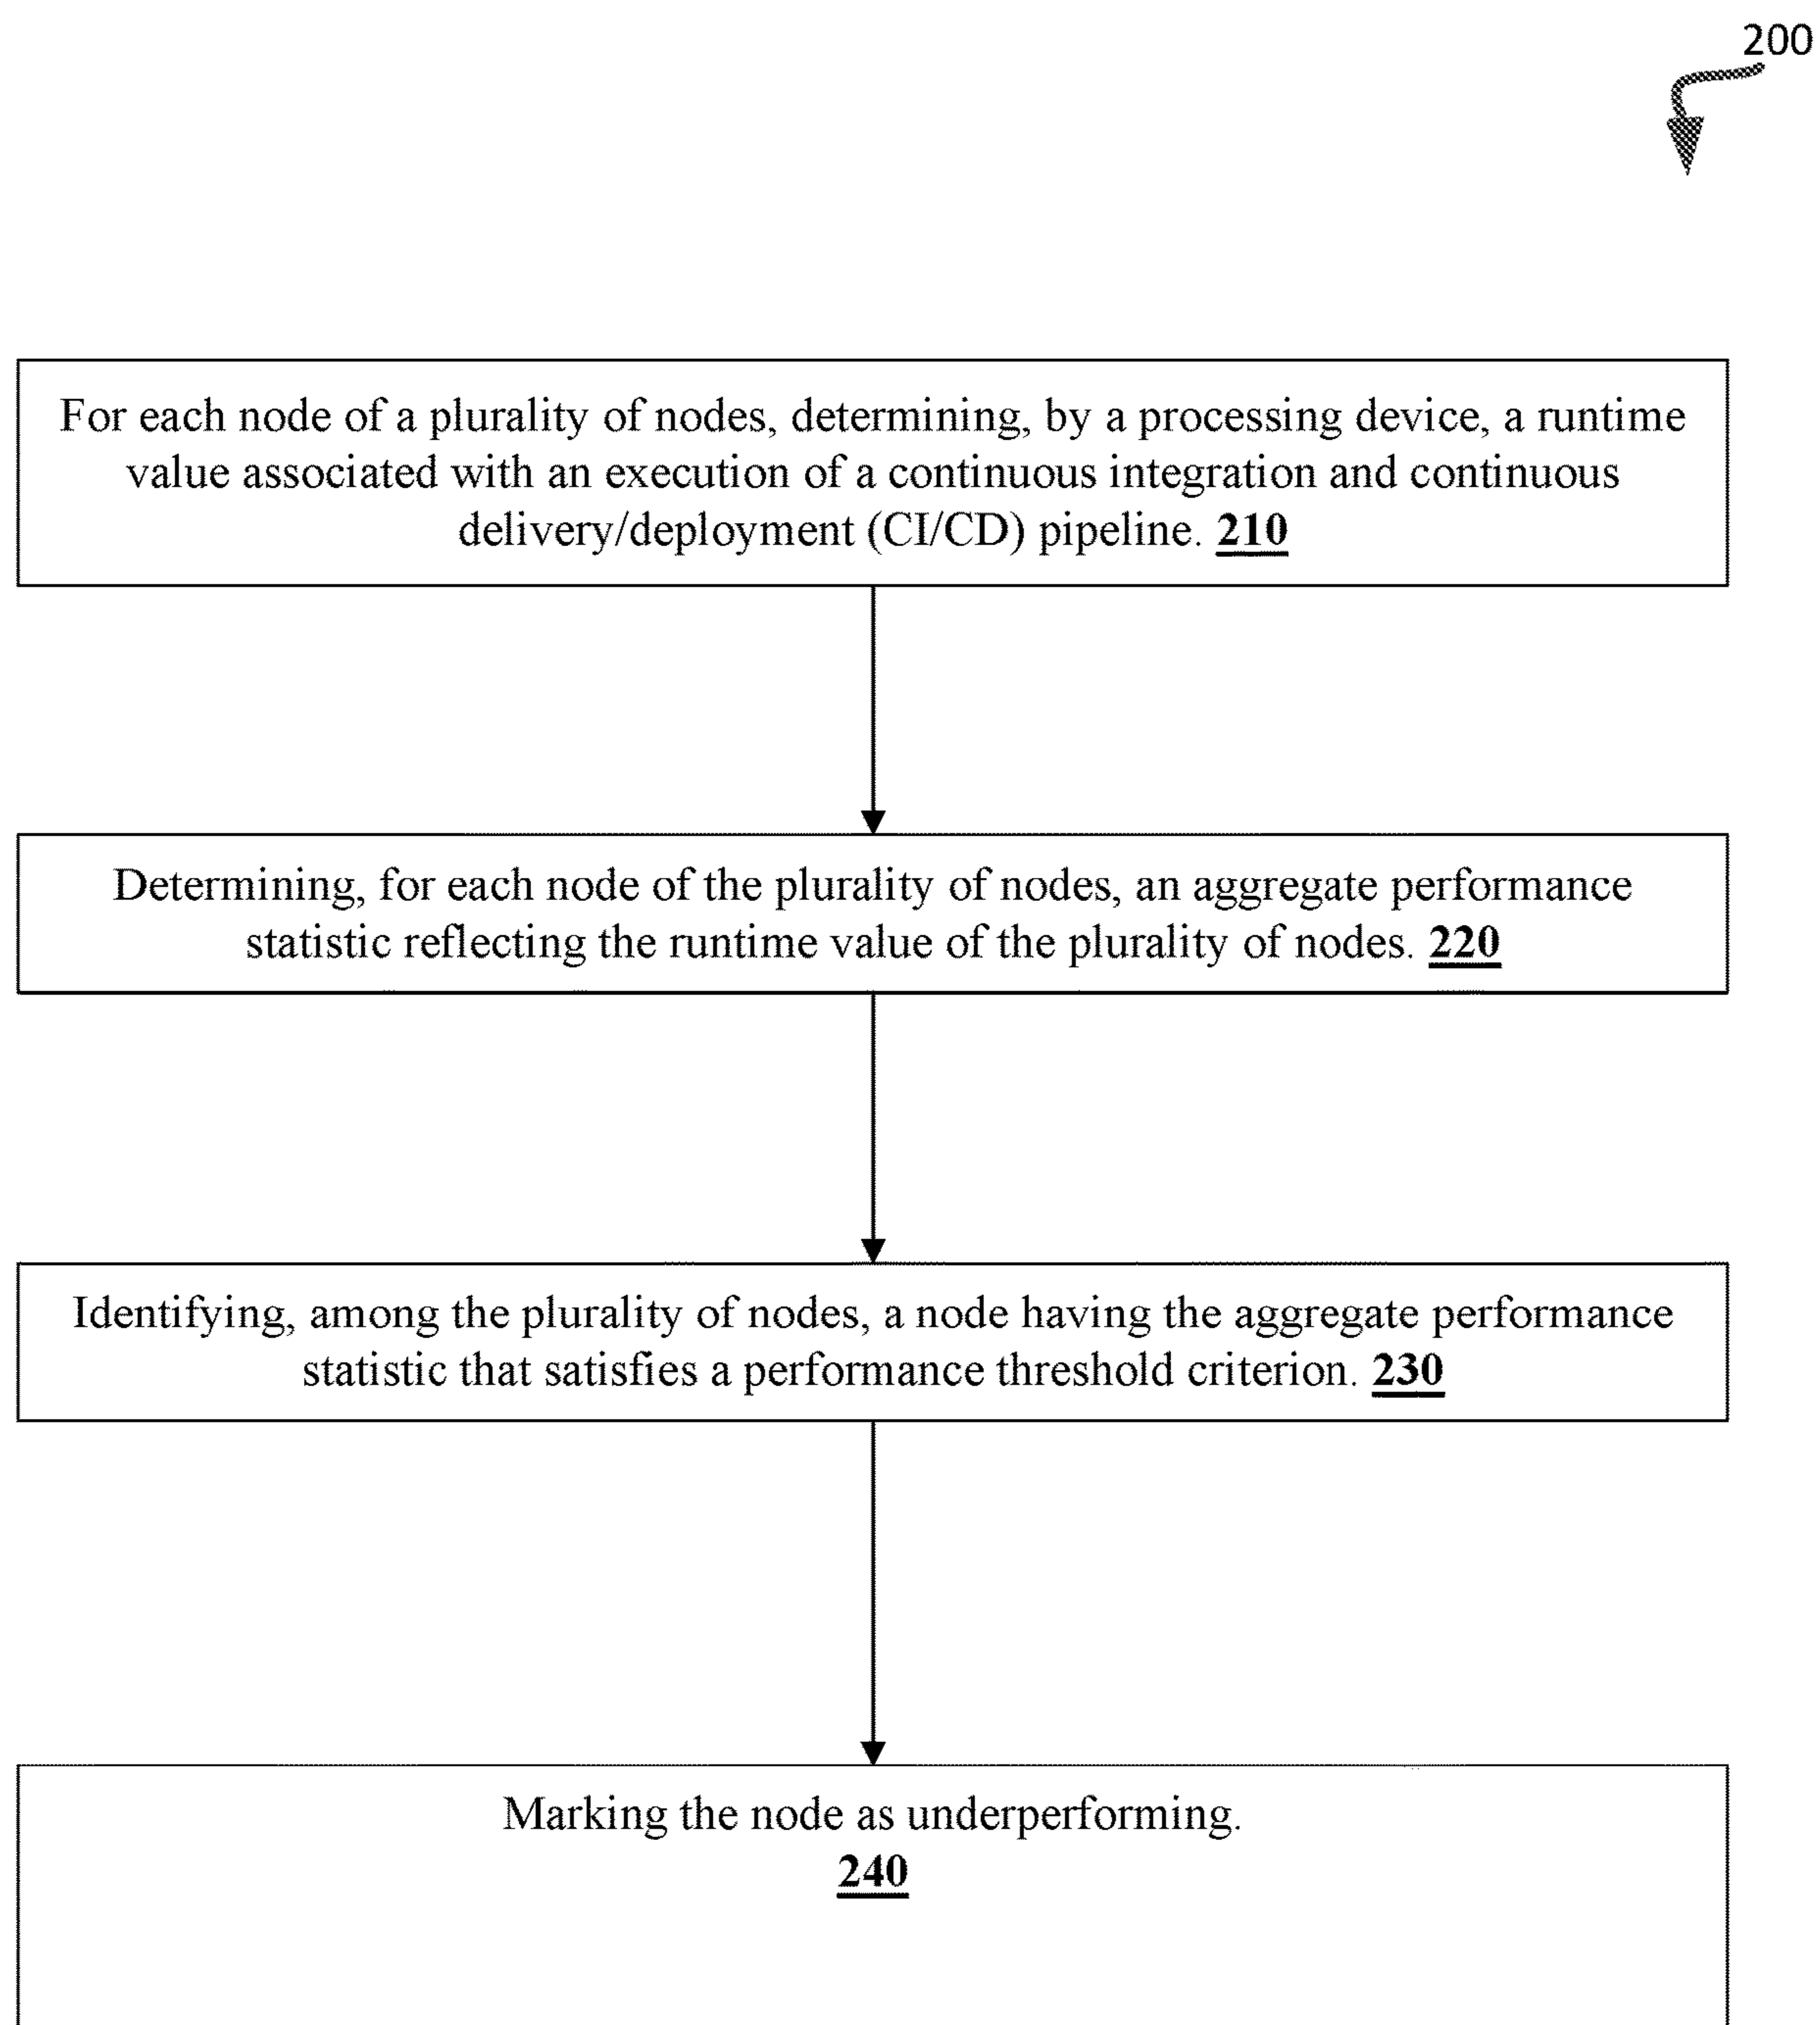 200
For each node of a plurality of nodes, determining, by a processing device, a runtime
value associated with an execution of a continuous integration and continuous
delivery/deployment (CI/CD) pipeline. 210
Determining, for each node of the plurality of nodes, an aggregate performance
statistic reflecting the runtime value of the plurality of nodes. 220
Identifying, among the plurality of nodes, a node having the aggregate performance
statistic that satisfies a performance threshold criterion. 230
Marking the node as underperforming.
240